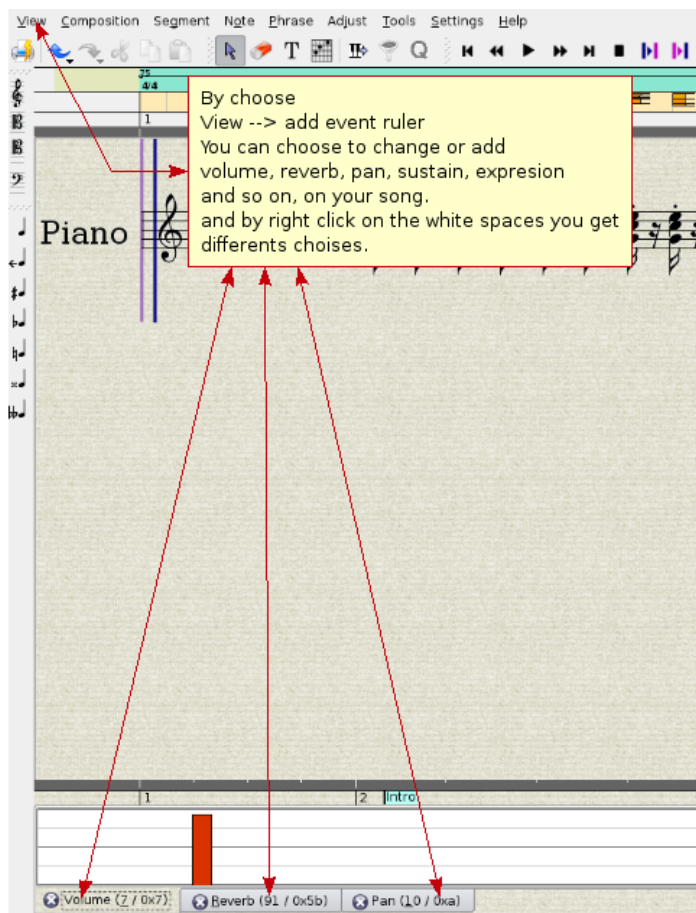 View Composition Segment Note Phrase Adjust Tools Settings Help
T Q
75
4/4
1
By choose
View --> add event ruler
You can choose to change or add
volume, reverb, pan, sustain, expresion
and so on, on your song.
and by right click on the white spaces you get
differents choises.
Piano
1 2 Intro
Volume (7 / 0x7) Reverb (91 / 0x5b) Pan (10 / 0xa)